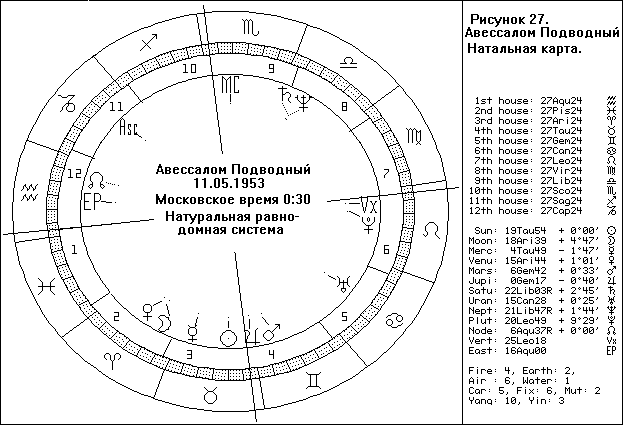 Рисунок 27.
Авессалом Подводный
Натальная карта.
1st house: 27Aqu24 ♒
2nd house: 27Pis24 ♓
3rd house: 27Ari24 ♈
4th house: 27Tau24 ♉
5th house: 27Gem24 ♊
6th house: 27Can24 ♋
7th house: 27Leo24 ♌
8th house: 27Vir24 ♍
9th house: 27Lib24 ♎
10th house: 27Sco24 ♏
11th house: 27Sag24 ♐
12th house: 27Cap24 ♑
Sun: 19Tau54 + 0°00' ☉
Moon: 18Ari39 + 4°47' ☽
Merc: 4Tau49 - 1°47' ☿
Venu: 15Ari44 + 1°01' ♀
Mars: 6Gem42 + 0°33' ♂
Jupi: 0Gem17 - 0°40' ♃
Satu: 22Lib03R + 2°45' ♄
Uran: 15Can28 + 0°25' ♅
Nept: 21Lib47R + 1°44' ♆
Plut: 20Leo49 + 9°29' ♇
Node: 6Aqu37R + 0°00' ☊
Vert: 25Leo18 Vx
East: 16Aqu00 EP
Fire: 4, Earth: 2,
Air : 6, Water: 1
Car: 5, Fix: 6, Mut: 2
Yang: 10, Yin: 3
10
9
MC
11
8
Asc
Авессалом Подводный
11.05.1953
Московское время 0:30
Натуральная равно-
домная система
12
7
EP
Vx
1
6
2
5
3
4